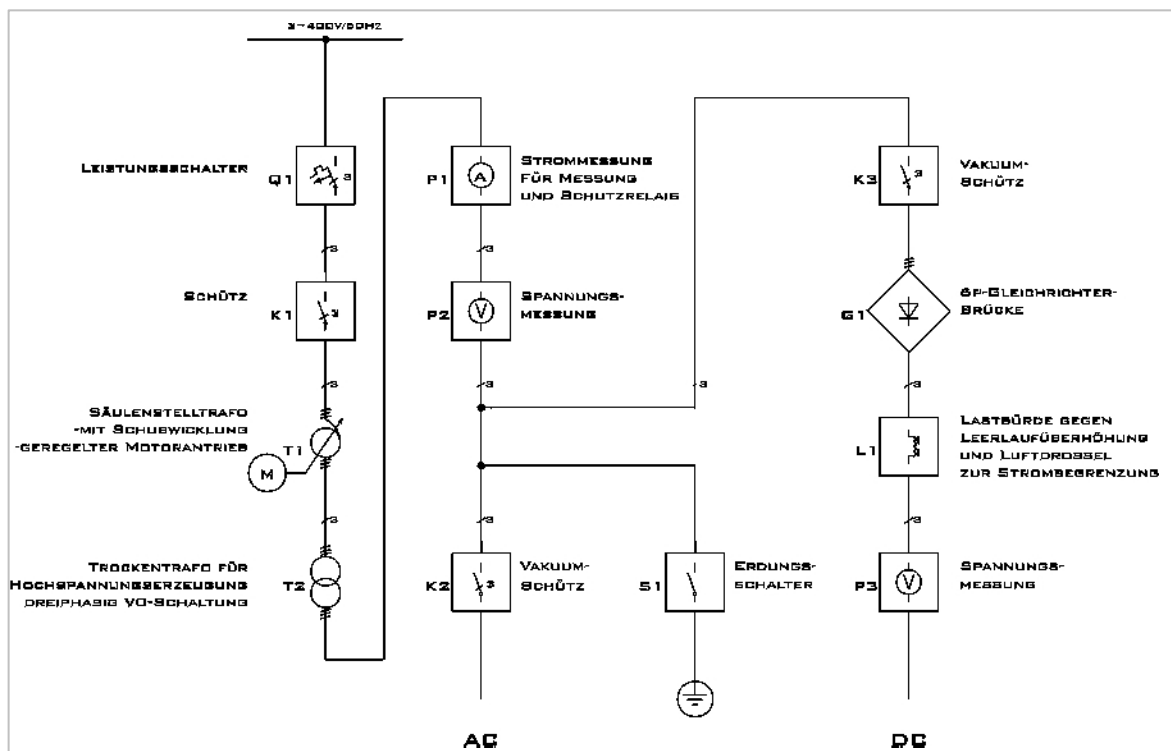 3~400V/50HZ
LEISTUNGSSCHALTER
Q1
3
3
SCHÜTZ
K1
3
3
SÄULENSTELLTRAFO
-MIT SCHUBWICKLUNG
-GEREGELTER MOTORANTRIEB
T1
M
3
TROCKENTRAFO FÜR
HOCHSPANNUNGSERZEUGUNG
DREIPHASIG
T2
P1
A
STROMMESSUNG
FÜR MESSUNG
UND SCHUTZRELAIS
3
P2
V
SPANNUNGS-
MESSUNG
3
K2
3
3
VAKUUM-
SCHÜTZ
AC
3
S1
ERDUNGS-
SCHALTER
K3
3
VAKUUM-
SCHÜTZ
G1
6P-GLEICHRICHTER-
BRÜCKE
L1
LASTBÜRDE GEGEN
LEERLAUFÜBERHÖHUNG
UND LUFTDROSSEL
ZUR STROMBEGRENZUNG
3
P3
V
SPANNUNGS-
MESSUNG
DC